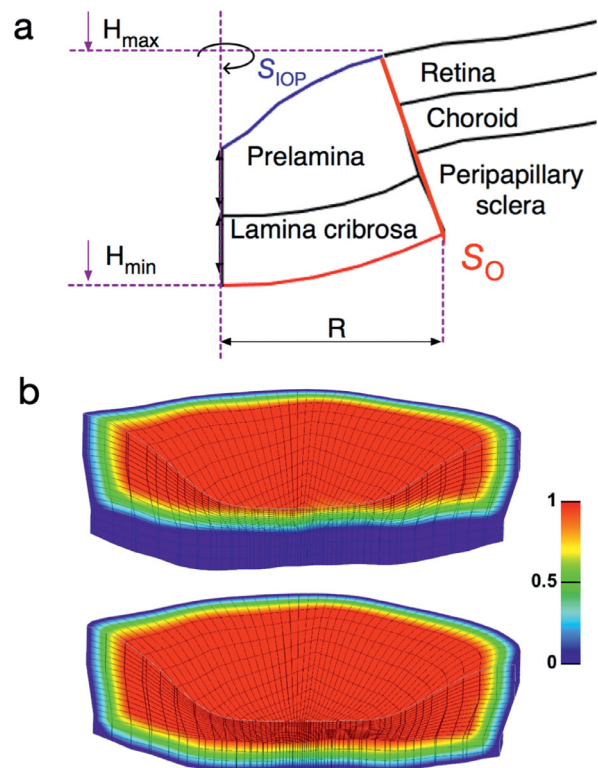 a
H_max
S_IOP
Retina
Choroid
Prelamina
Peripapillary
sclera
Lamina cribrosa
H_min
S_O
R
b
1
0.5
0